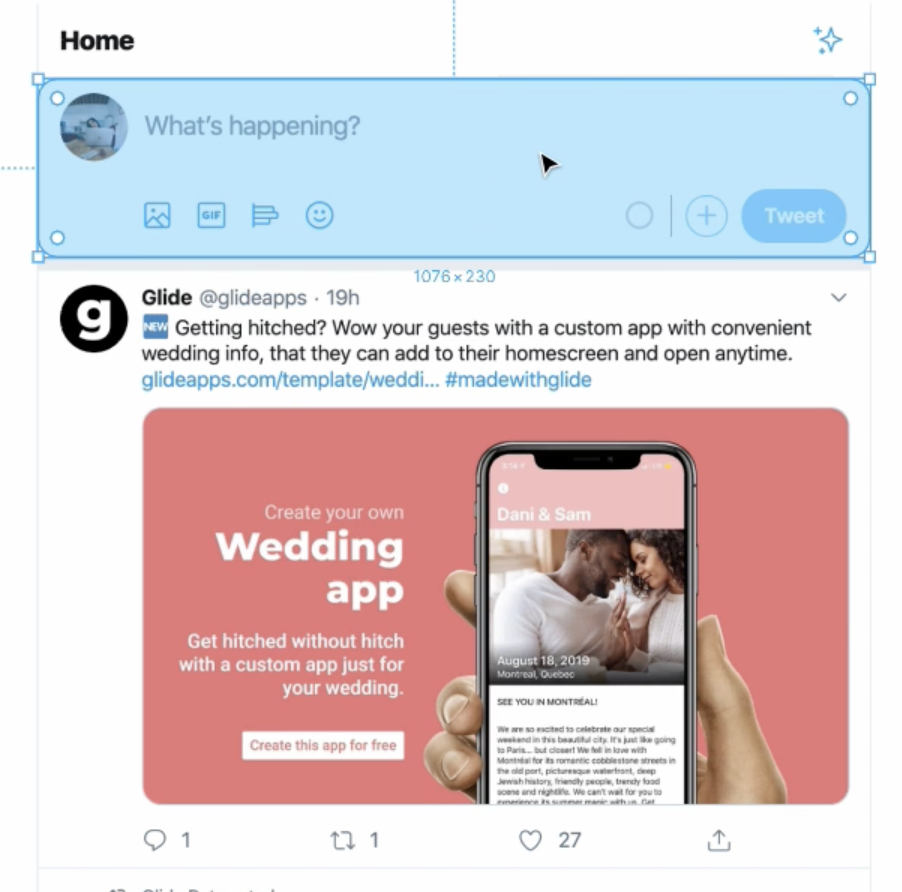 Home
What's happening?
GIF
Tweet
1076 × 230
g
Glide @glideapps · 19h
NEW Getting hitched? Wow your guests with a custom app with convenient
wedding info, that they can add to their homescreen and open anytime.
glideapps.com/template/weddi... #madewithglide
Create your own
Wedding
app
Get hitched without hitch
with a custom app just for
your wedding.
Create this app for free
Dani & Sam
August 18, 2019
Montreal, Quebec
SEE YOU IN MONTRÉAL!
We are so excited to celebrate our special
weekend in this beautiful city. It's just like going
to Paris... but closer! We fell in love with
Montréal for its romantic cobblestone streets in
the old port, picturesque waterfront, deep
Jewish history, friendly people, trendy food
scene and nightlife. We can't wait for you to
experience its summer magic with us. Get
1 1 27